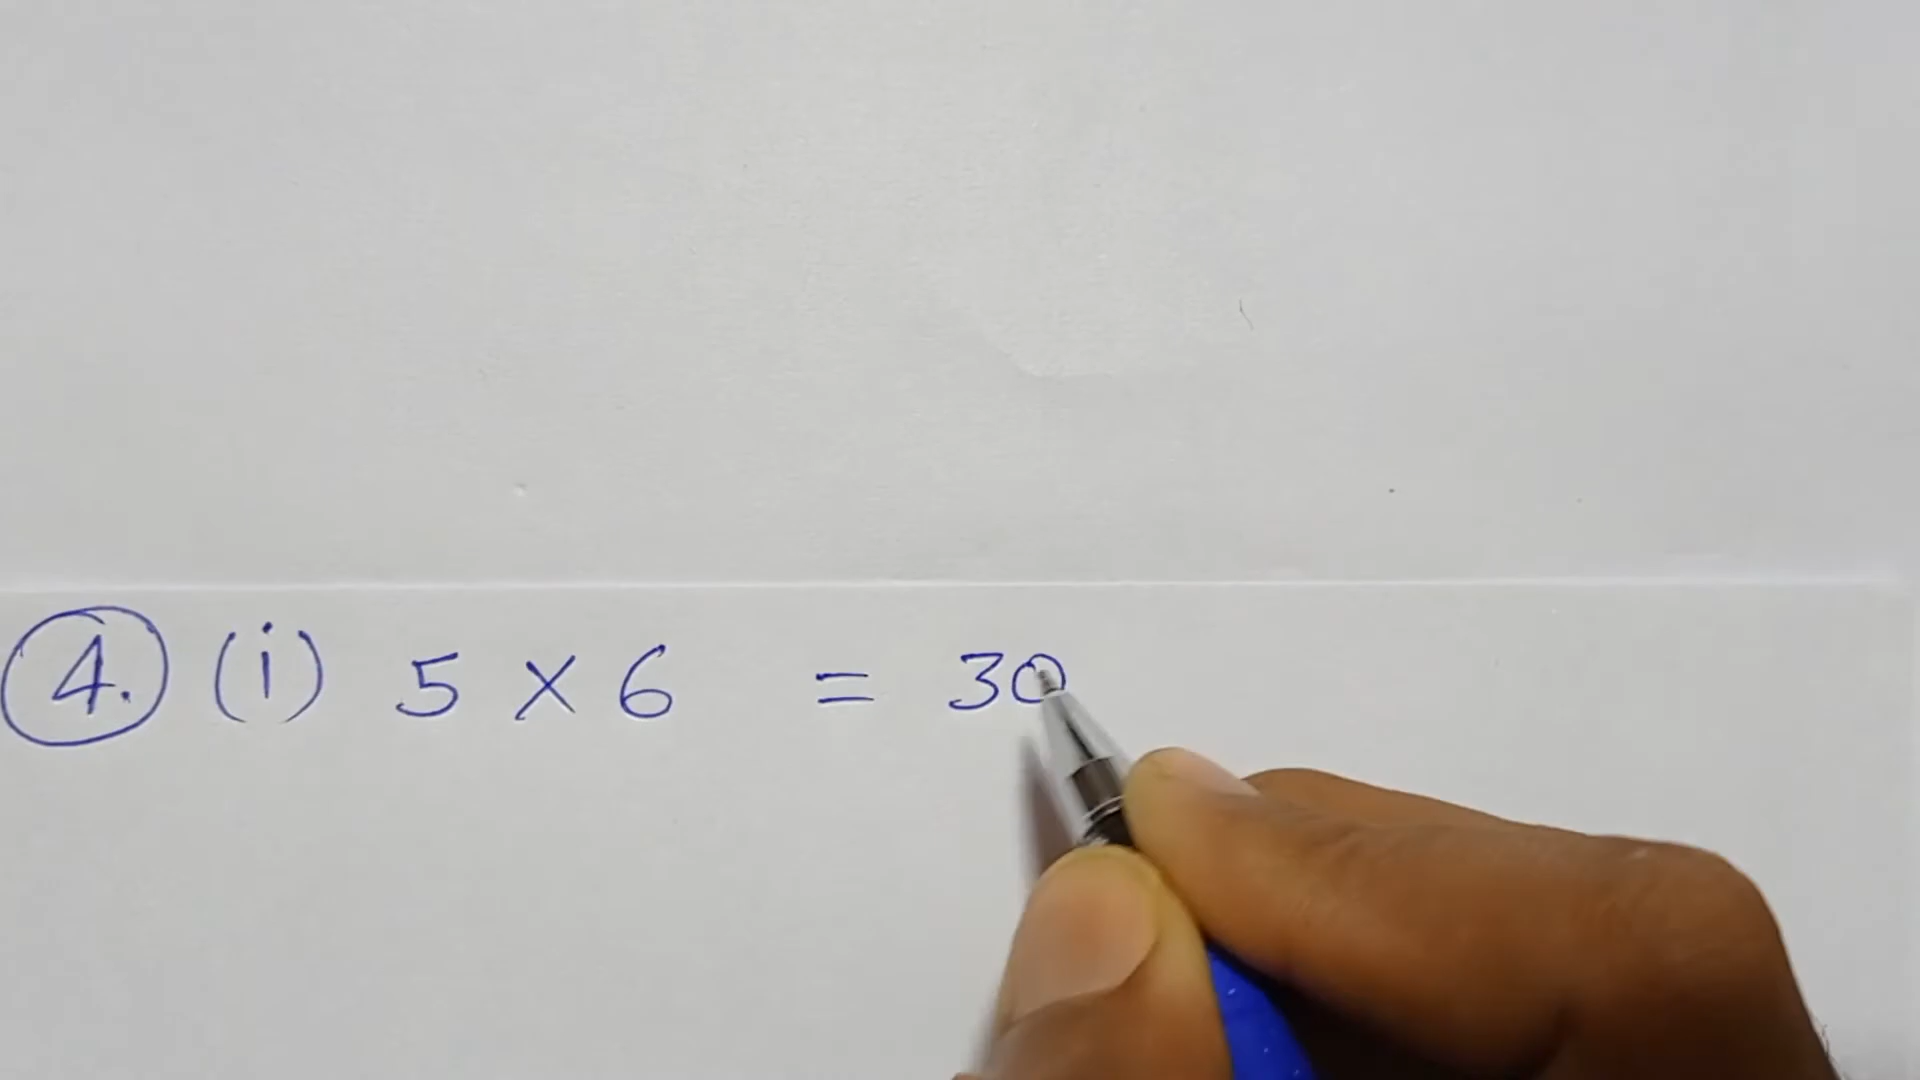 4. (i) 5 × 6 = 30